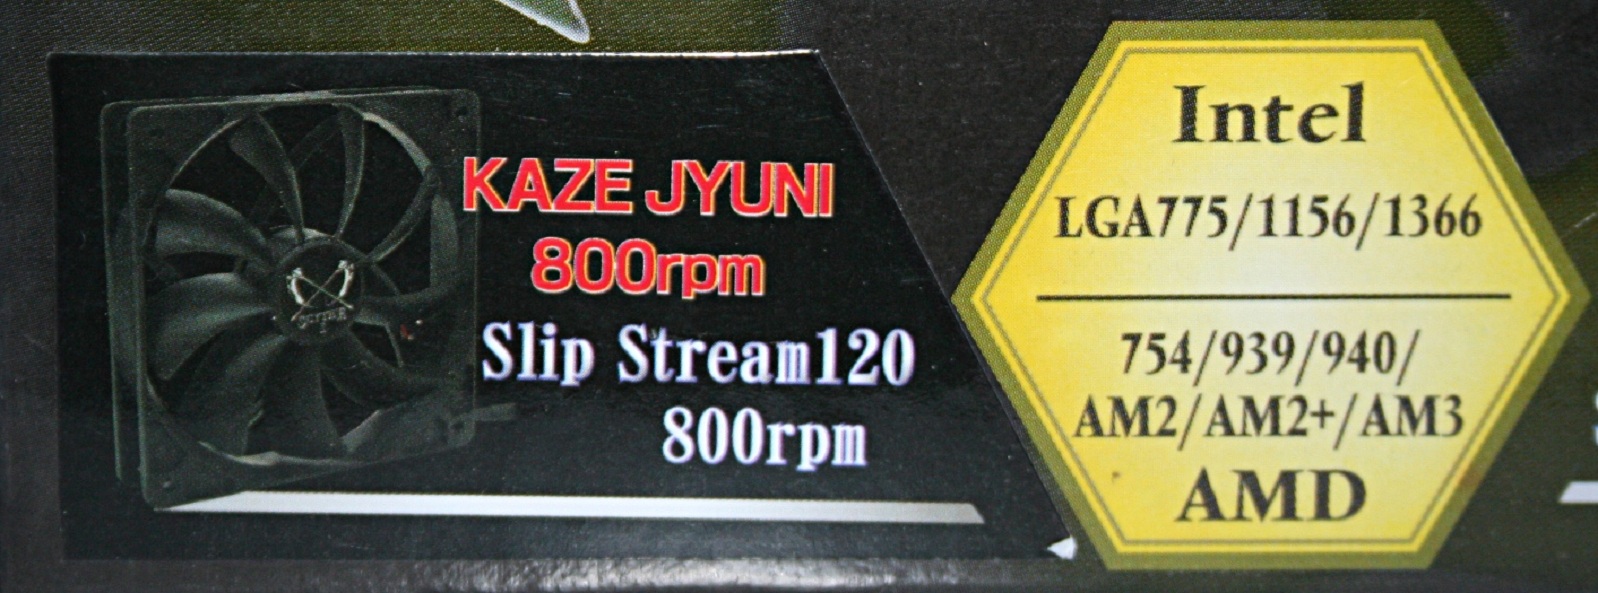 KAZE JYUNI
800rpm
Slip Stream120
800rpm
Intel
LGA775/1156/1366
754/939/940/
AM2/AM2+/AM3
AMD